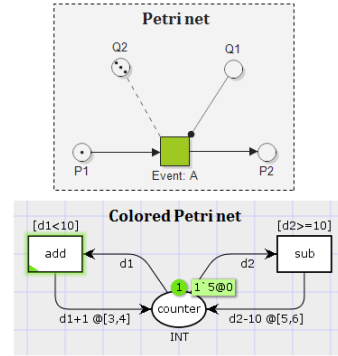 Petri net
Q2
Q1
P1
P2
Event: A
Colored Petri net
[d1<10]
[d2>=10]
add
sub
d1
d2
1
1`5@0
counter
d1+1 @[3,4]
d2-10 @[5,6]
INT